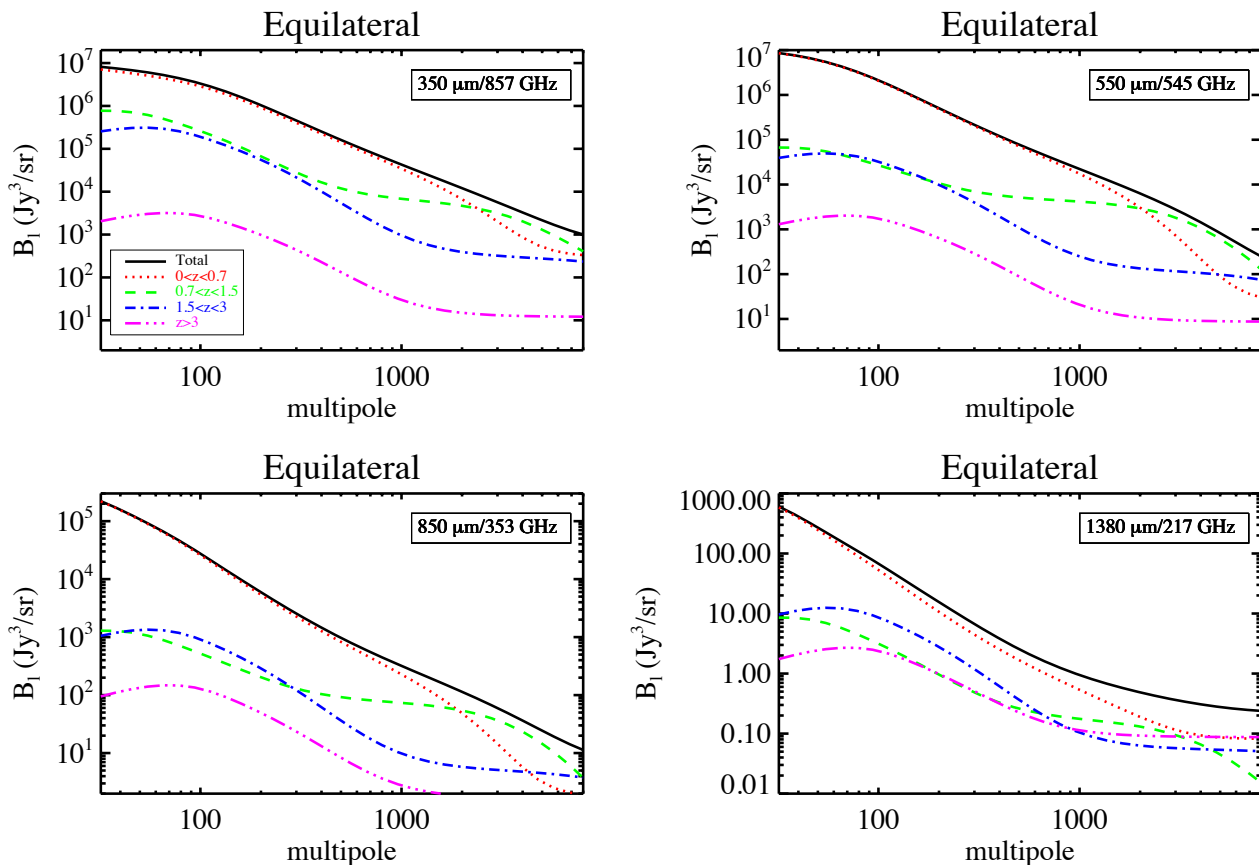 Equilateral
350 μm/857 GHz
10^7
10^6
10^5
10^4
10^3
10^2
10^1
B_l (Jy^3/sr)
Total
0<z<0.7
0.7<z<1.5
1.5<z<3
z>3
100 1000
multipole
Equilateral
550 μm/545 GHz
10^7
10^6
10^5
10^4
10^3
10^2
10^1
B_l (Jy^3/sr)
100 1000
multipole
Equilateral
850 μm/353 GHz
10^5
10^4
10^3
10^2
10^1
B_l (Jy^3/sr)
100 1000
multipole
Equilateral
1380 μm/217 GHz
1000.00
100.00
10.00
1.00
0.10
0.01
B_l (Jy^3/sr)
100 1000
multipole